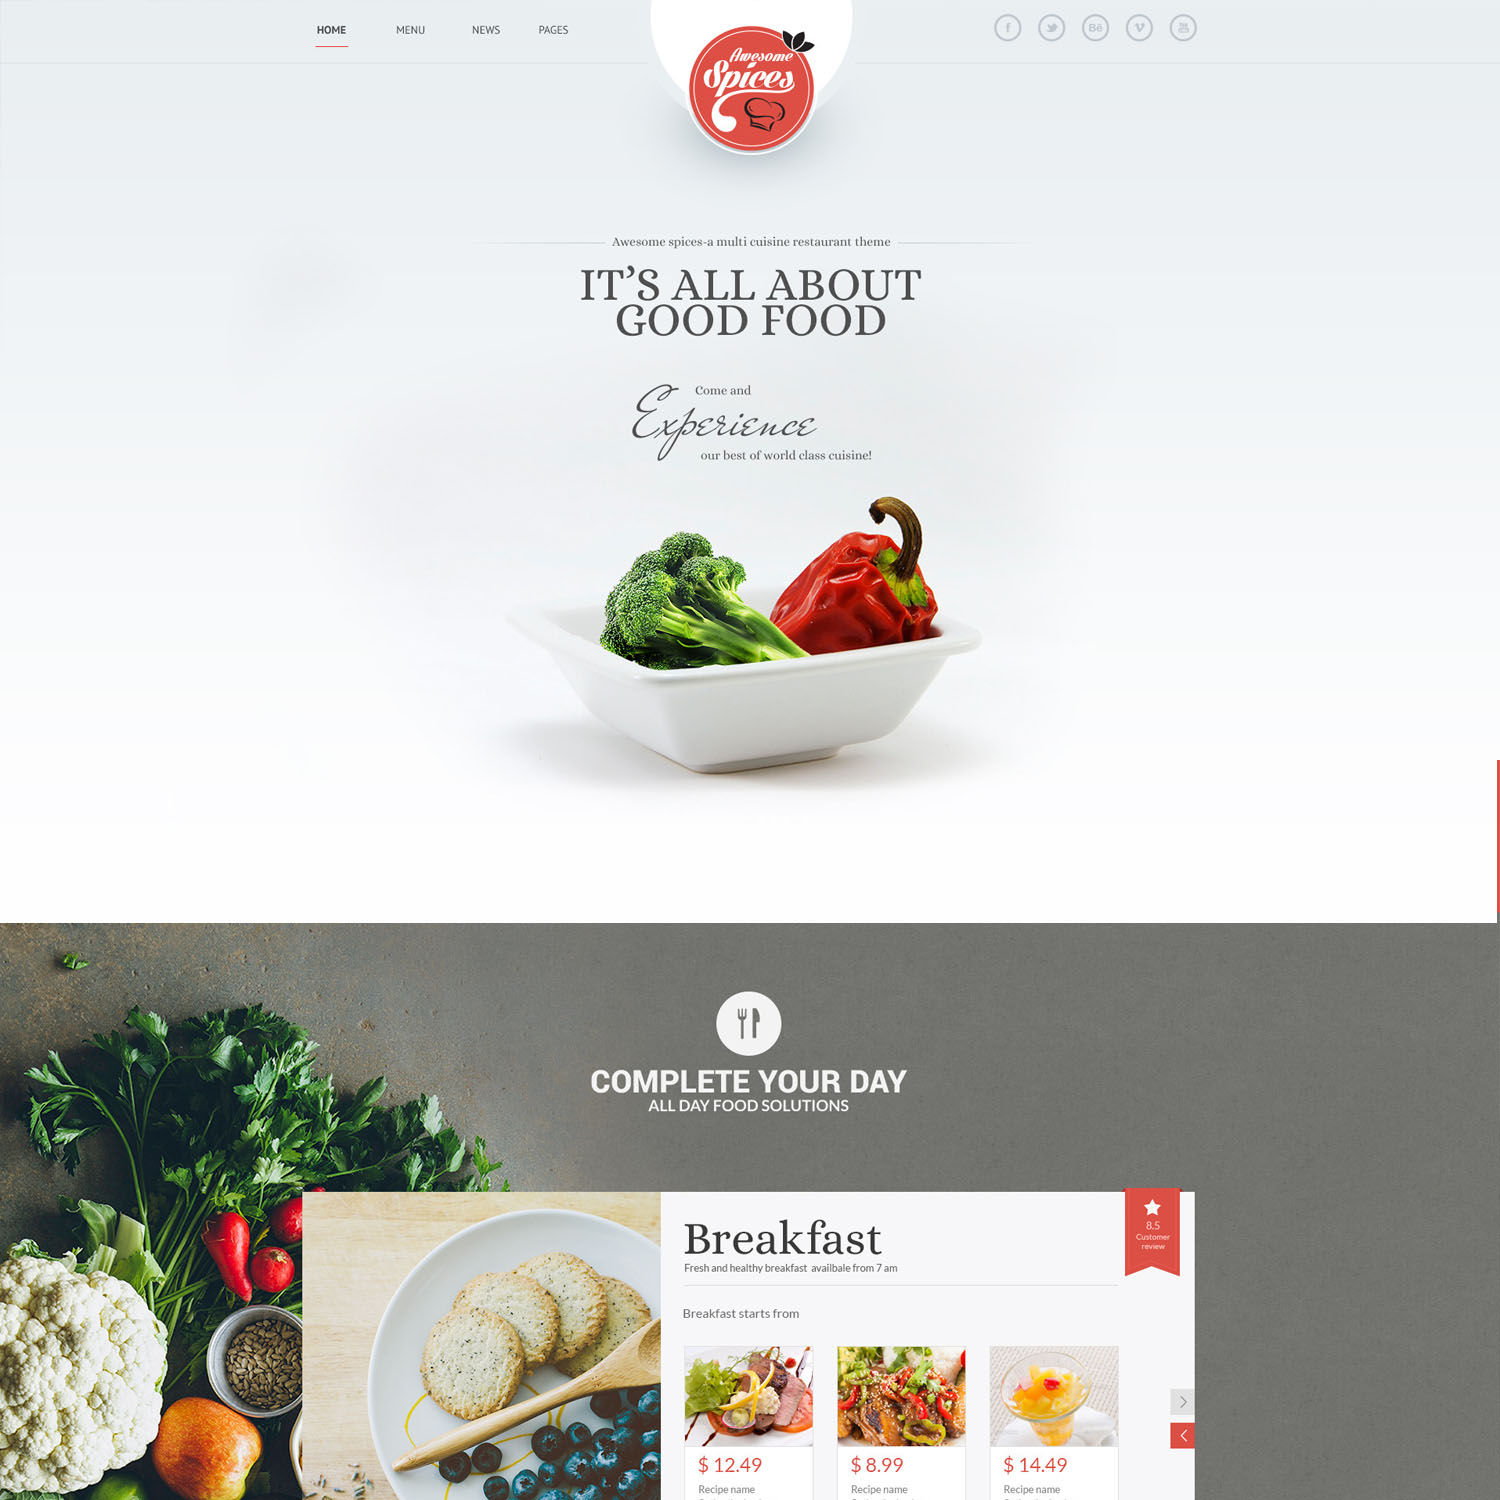 HOME MENU NEWS PAGES
f Bē V You
Awesome
Spices
Awesome spices-a multi cuisine restaurant theme
IT'S ALL ABOUT
GOOD FOOD
Come and
Experience
our best of world class cuisine!
COMPLETE YOUR DAY
ALL DAY FOOD SOLUTIONS
8.5
Customer
review
Breakfast
Fresh and healthy breakfast availbale from 7 am
Breakfast starts from
$ 12.49 $ 8.99 $ 14.49
Recipe name Recipe name Recipe name